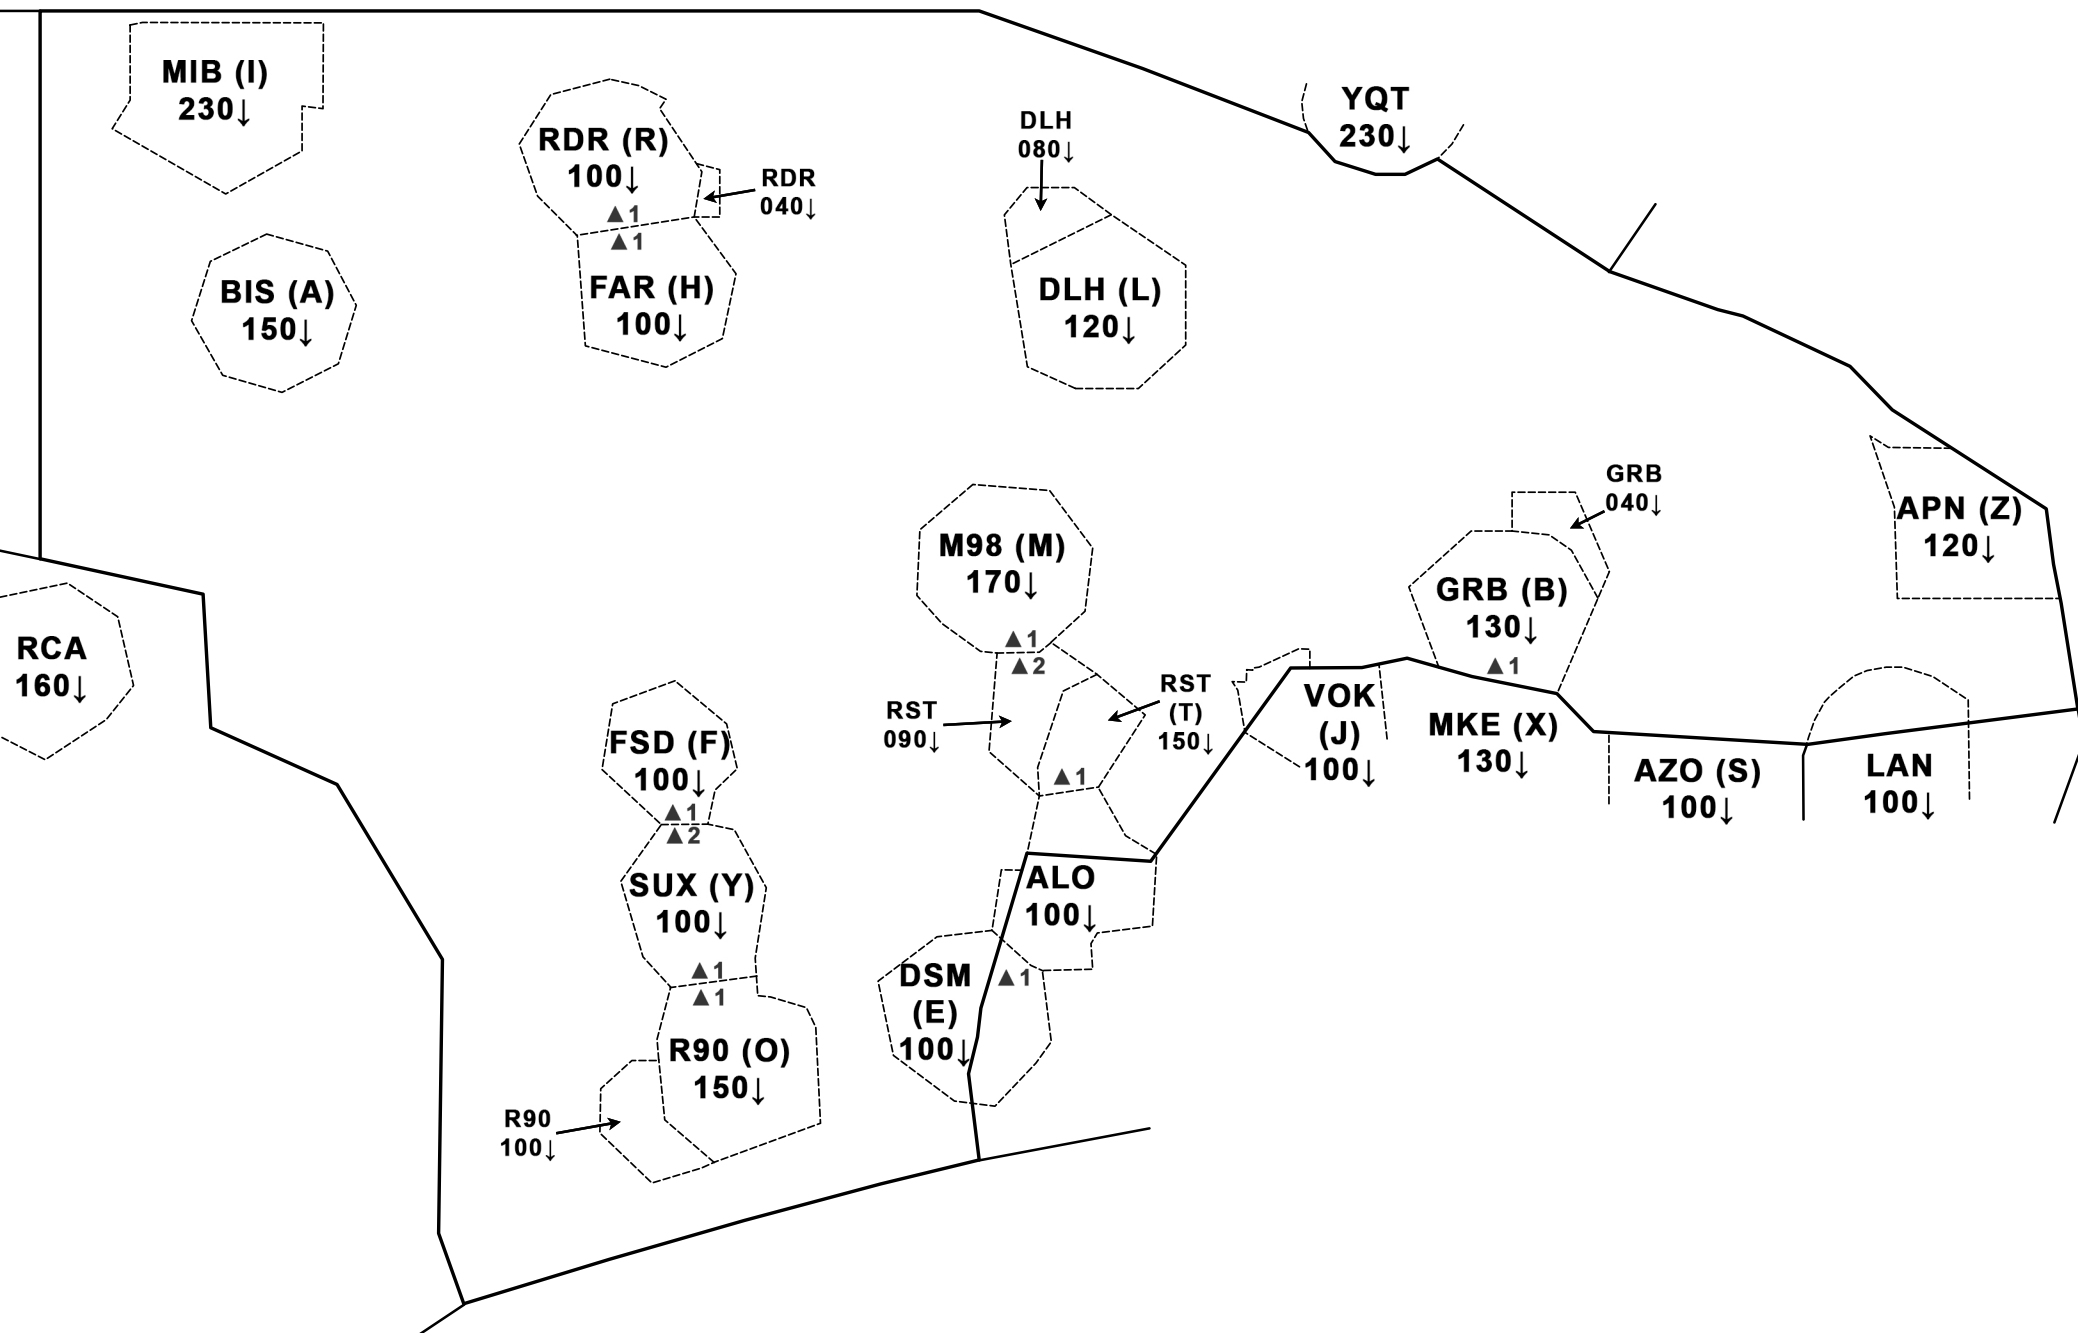 MIB (I)
230↓
YQT
230↓
DLH
080↓
RDR (R)
100↓
RDR
040↓
▲1
▲1
BIS (A)
150↓
FAR (H)
100↓
DLH (L)
120↓
GRB
040↓
APN (Z)
120↓
M98 (M)
170↓
GRB (B)
130↓
▲1
▲2
▲1
RCA
160↓
RST
090↓
RST
(T)
150↓
VOK
(J)
100↓
MKE (X)
130↓
FSD (F)
100↓
▲1
AZO (S)
100↓
LAN
100↓
▲1
▲2
SUX (Y)
100↓
ALO
100↓
▲1
▲1
DSM
(E)
100↓
▲1
R90 (O)
150↓
R90
100↓